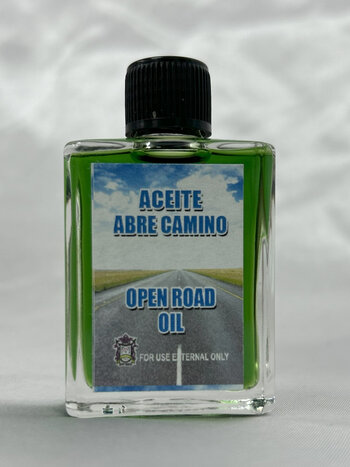 ACEITE
ABRE CAMINO
OPEN ROAD
OIL
FOR USE EXTERNAL ONLY